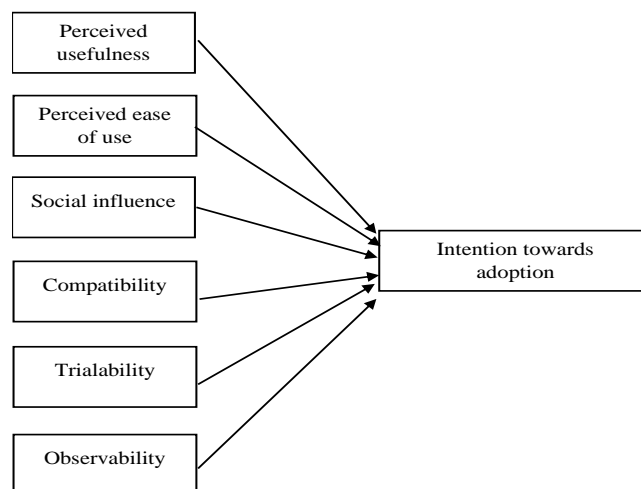 Perceived
usefulness
Perceived ease
of use
Social influence
Compatibility
Trialability
Observability
Intention towards
adoption